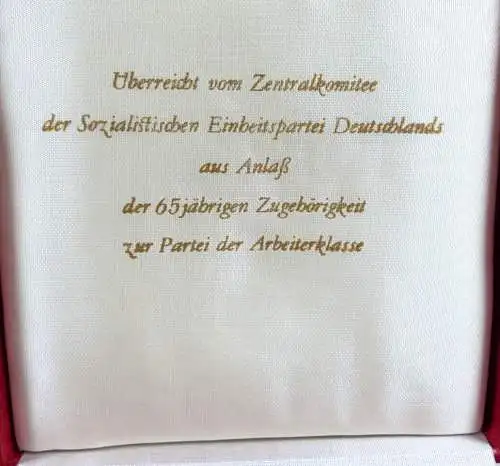 Überreicht vom Zentralkomitee
der Sozialistischen Einheitspartei Deutschlands
aus Anlaß
der 65jährigen Zugehörigkeit
zur Partei der Arbeiterklasse